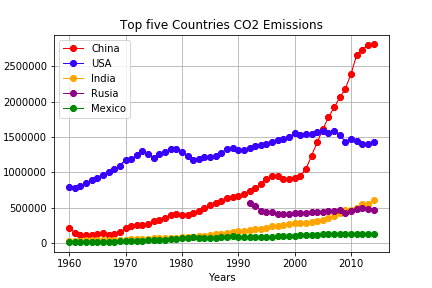 Top five Countries CO2 Emissions
China
USA
India
Rusia
Mexico
2500000
2000000
1500000
1000000
500000
0
1960 1970 1980 1990 2000 2010
Years